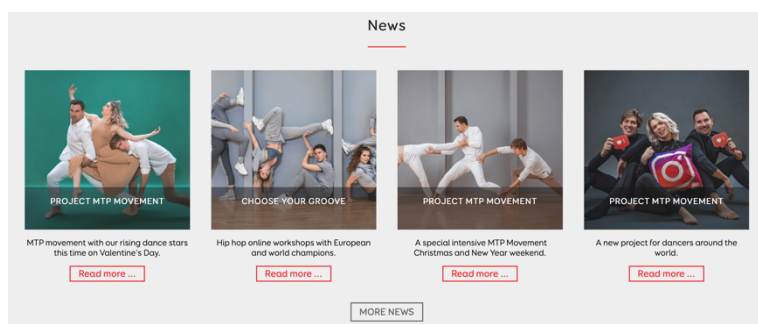 News
PROJECT MTP MOVEMENT
MTP movement with our rising dance stars
this time on Valentine's Day.
Read more ...
CHOOSE YOUR GROOVE
Hip hop online workshops with European
and world champions.
Read more ...
PROJECT MTP MOVEMENT
A special intensive MTP Movement
Christmas and New Year weekend.
Read more ...
PROJECT MTP MOVEMENT
A new project for dancers around the
world.
Read more ...
MORE NEWS